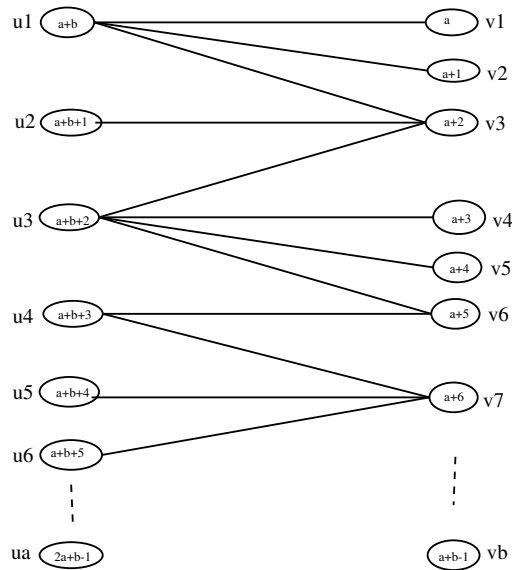 u1 a+b a v1
a+1 v2
u2 a+b+1 a+2 v3
u3 a+b+2 a+3 v4
a+4 v5
u4 a+b+3 a+5 v6
u5 a+b+4 a+6 v7
u6 a+b+5
ua 2a+b-1 a+b-1 vb